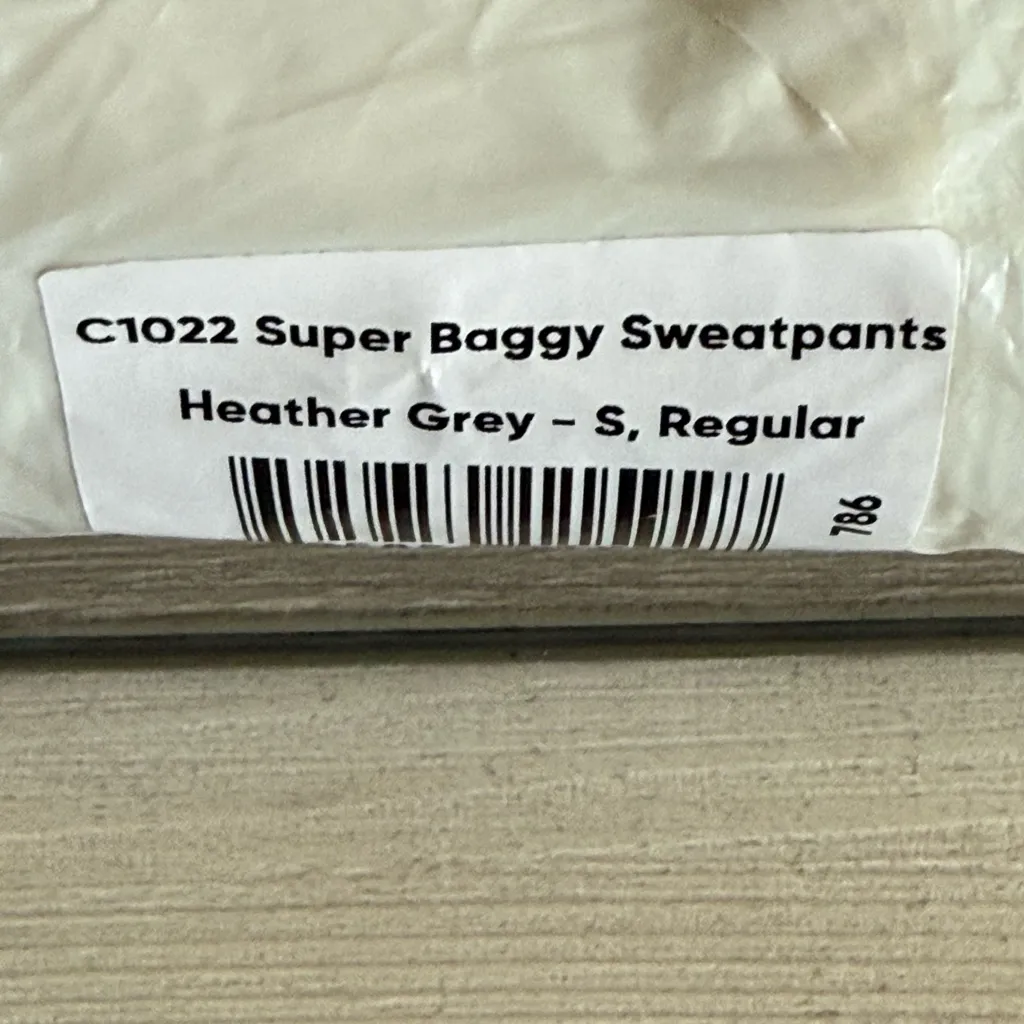 C1022 Super Baggy Sweatpants
Heather Grey – S, Regular
786